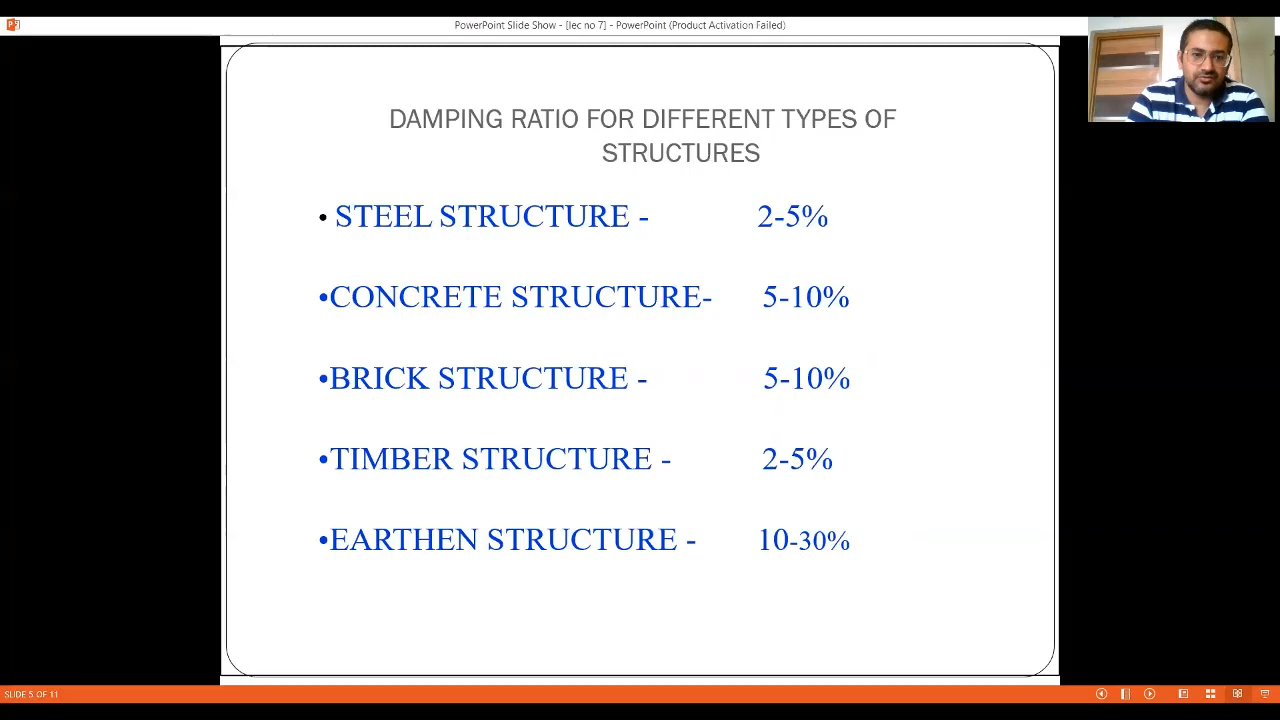 PowerPoint Slide Show - [lec no 7] - PowerPoint (Product Activation Failed)
DAMPING RATIO FOR DIFFERENT TYPES OF
STRUCTURES
• STEEL STRUCTURE - 2-5%
•CONCRETE STRUCTURE- 5-10%
•BRICK STRUCTURE - 5-10%
•TIMBER STRUCTURE - 2-5%
•EARTHEN STRUCTURE - 10-30%
SLIDE 5 OF 11